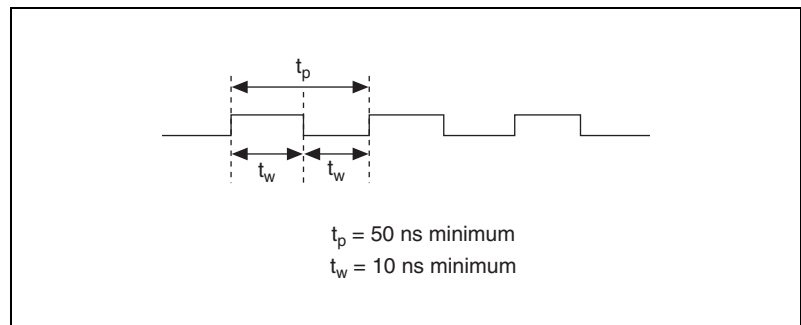 tp
tw tw
tp = 50 ns minimum
tw = 10 ns minimum